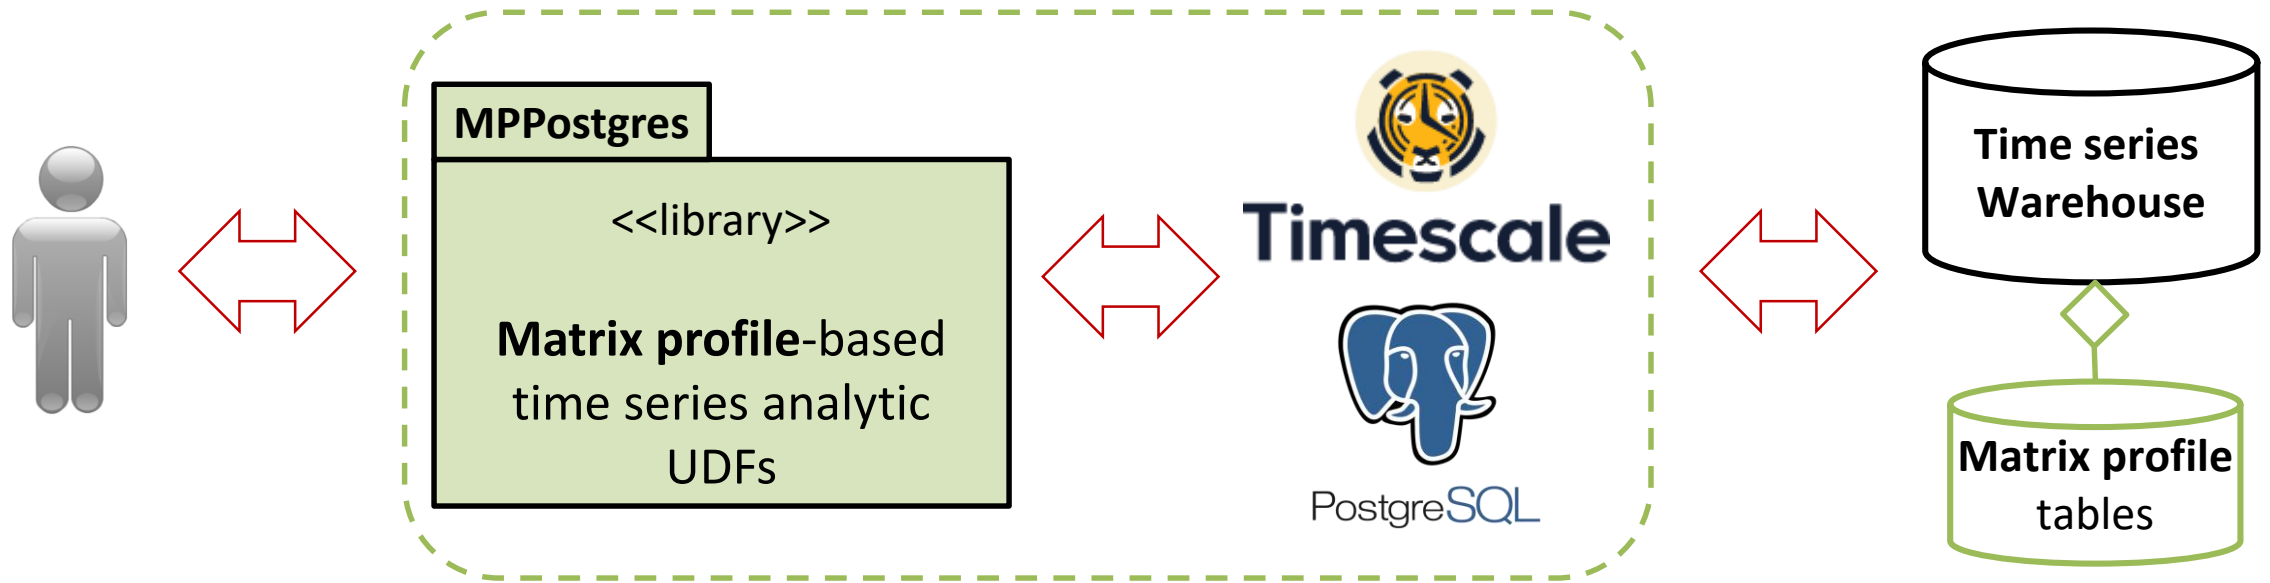 MPPostgres
<<library>>
Matrix profile-based
time series analytic
UDFs
Timescale
PostgreSQL
Time series
Warehouse
Matrix profile
tables